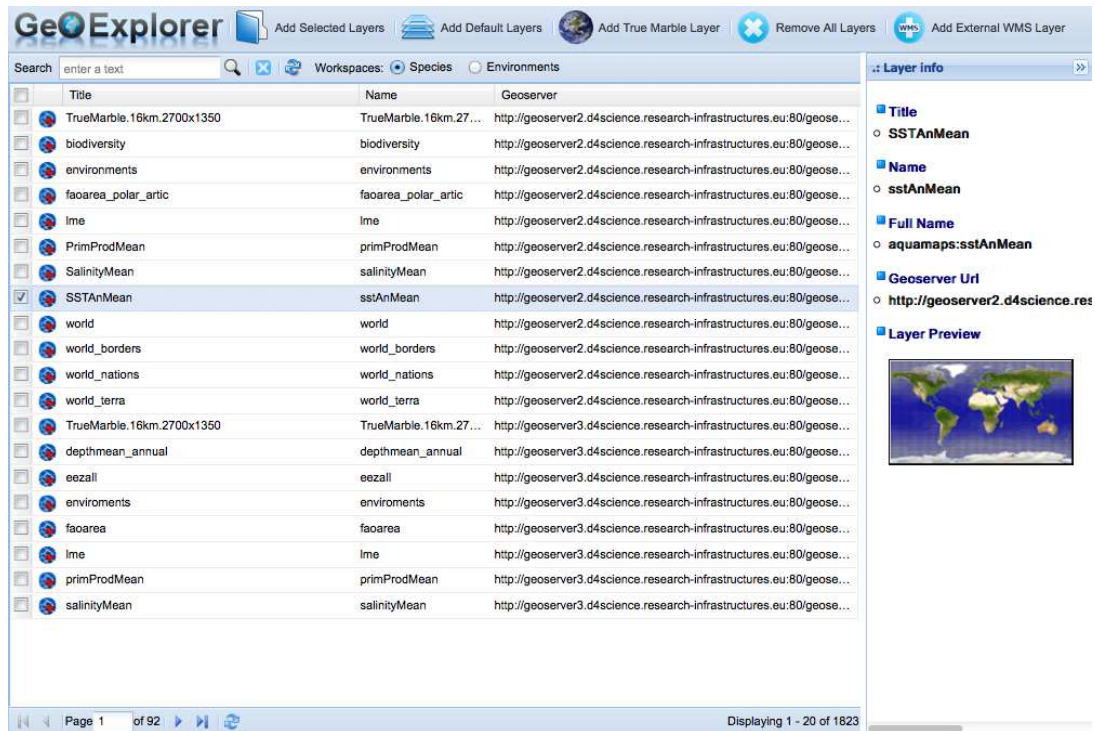 GeoExplorer Add Selected Layers Add Default Layers Add True Marble Layer Remove All Layers WMS Add External WMS Layer
Search enter a text Workspaces: Species Environments
.: Layer info
Title Name Geoserver
TrueMarble.16km.2700x1350 TrueMarble.16km.27... http://geoserver2.d4science.research-infrastructures.eu:80/geose...
biodiversity biodiversity http://geoserver2.d4science.research-infrastructures.eu:80/geose...
environments environments http://geoserver2.d4science.research-infrastructures.eu:80/geose...
faoarea_polar_artic faoarea_polar_artic http://geoserver2.d4science.research-infrastructures.eu:80/geose...
lme lme http://geoserver2.d4science.research-infrastructures.eu:80/geose...
PrimProdMean primProdMean http://geoserver2.d4science.research-infrastructures.eu:80/geose...
SalinityMean salinityMean http://geoserver2.d4science.research-infrastructures.eu:80/geose...
SSTAnMean sstAnMean http://geoserver2.d4science.research-infrastructures.eu:80/geose...
world world http://geoserver2.d4science.research-infrastructures.eu:80/geose...
world_borders world_borders http://geoserver2.d4science.research-infrastructures.eu:80/geose...
world_nations world_nations http://geoserver2.d4science.research-infrastructures.eu:80/geose...
world_terra world_terra http://geoserver2.d4science.research-infrastructures.eu:80/geose...
TrueMarble.16km.2700x1350 TrueMarble.16km.27... http://geoserver3.d4science.research-infrastructures.eu:80/geose...
depthmean_annual depthmean_annual http://geoserver3.d4science.research-infrastructures.eu:80/geose...
eezall eezall http://geoserver3.d4science.research-infrastructures.eu:80/geose...
enviroments enviroments http://geoserver3.d4science.research-infrastructures.eu:80/geose...
faoarea faoarea http://geoserver3.d4science.research-infrastructures.eu:80/geose...
lme lme http://geoserver3.d4science.research-infrastructures.eu:80/geose...
primProdMean primProdMean http://geoserver3.d4science.research-infrastructures.eu:80/geose...
salinityMean salinityMean http://geoserver3.d4science.research-infrastructures.eu:80/geose...
Page 1 of 92 Displaying 1 - 20 of 1823
Title
SSTAnMean
Name
sstAnMean
Full Name
aquamaps:sstAnMean
Geoserver Url
http://geoserver2.d4science.res
Layer Preview